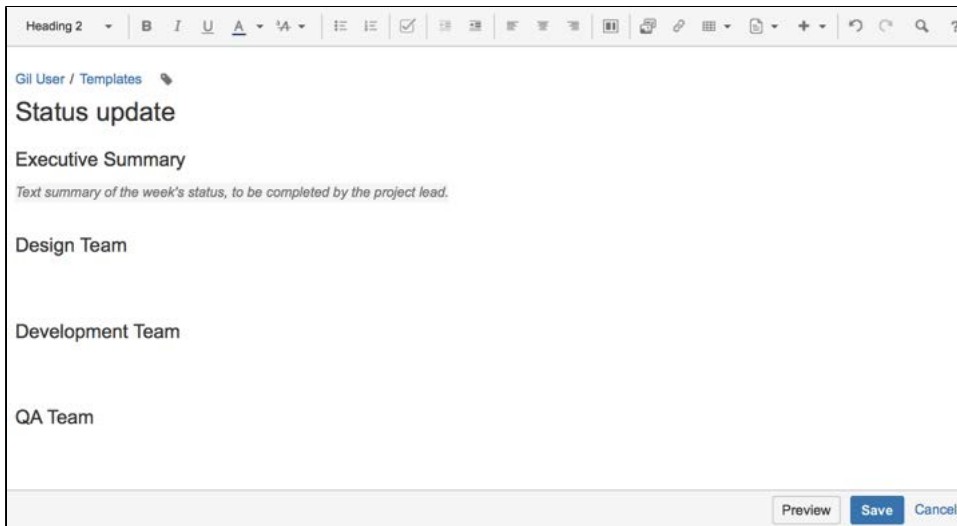 Heading 2 B I U A A ?
Gil User / Templates
Status update
Executive Summary
Text summary of the week's status, to be completed by the project lead.
Design Team
Development Team
QA Team
Preview Save Cancel